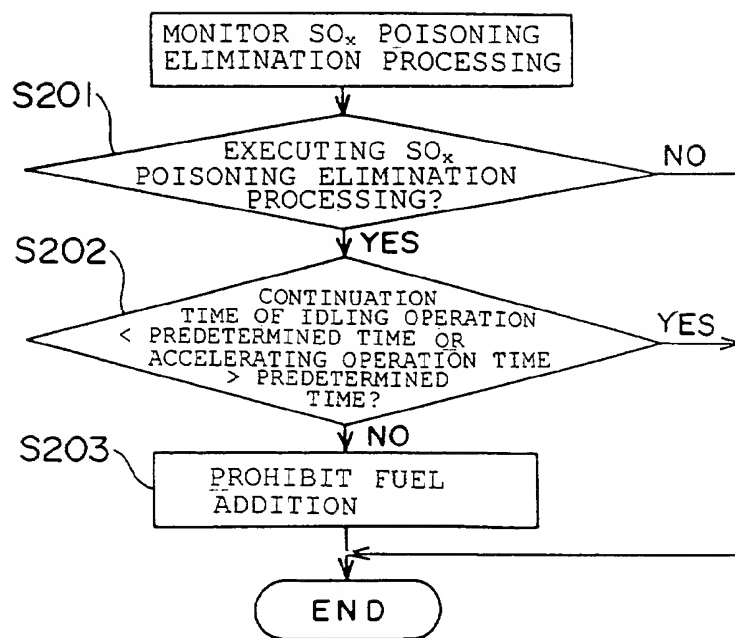 MONITOR SOx POISONING
ELIMINATION PROCESSING
S201
EXECUTING SOx
POISONING ELIMINATION
PROCESSING?
NO
YES
S202
CONTINUATION
TIME OF IDLING OPERATION
< PREDETERMINED TIME OR
ACCELERATING OPERATION TIME
> PREDETERMINED
TIME?
YES
NO
S203
PROHIBIT FUEL
ADDITION
END